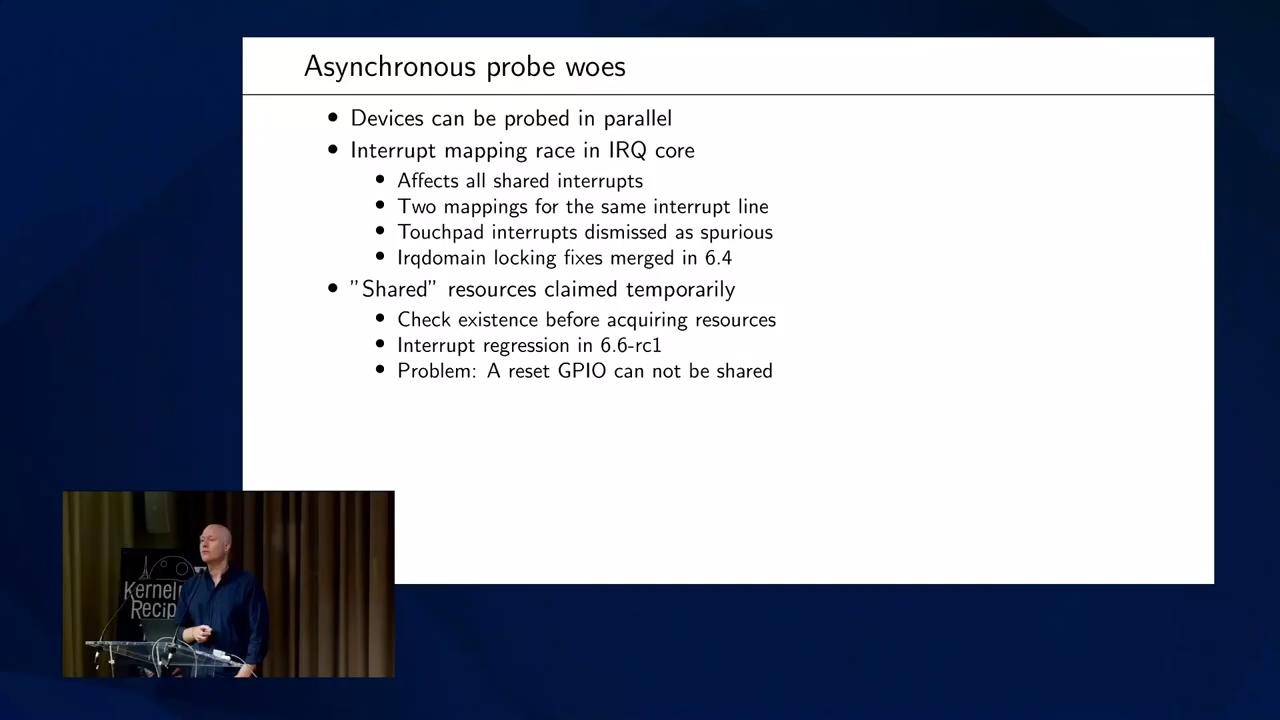 Asynchronous probe woes
• Devices can be probed in parallel
• Interrupt mapping race in IRQ core
• Affects all shared interrupts
• Two mappings for the same interrupt line
• Touchpad interrupts dismissed as spurious
• Irqdomain locking fixes merged in 6.4
• ”Shared” resources claimed temporarily
• Check existence before acquiring resources
• Interrupt regression in 6.6-rc1
• Problem: A reset GPIO can not be shared
Kernel
Recip